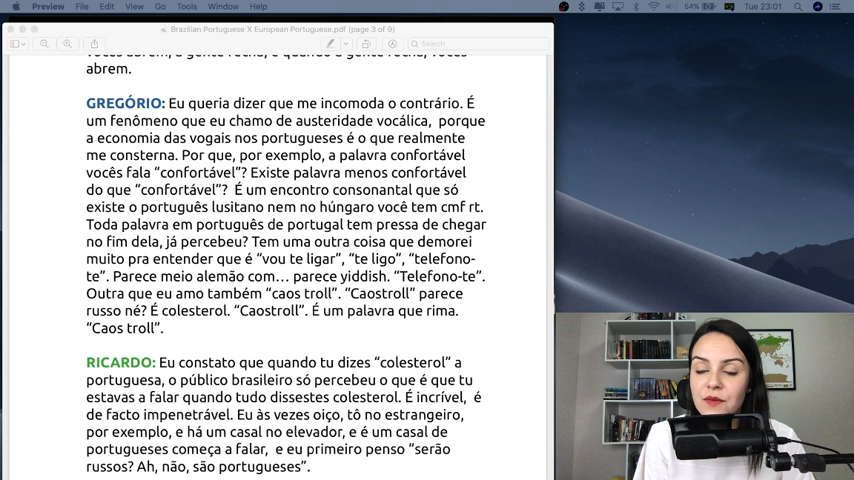 Preview File Edit View Go Tools Window Help 54% Tue 23:01
Brazilian Portuguese X European Portuguese.pdf (page 3 of 9)
Search
vocês abrem, a gente fecha, e quando a gente fecha, vocês
abrem.
GREGÓRIO: Eu queria dizer que me incomoda o contrário. É
um fenômeno que eu chamo de austeridade vocálica, porque
a economia das vogais nos portugueses é o que realmente
me consterna. Por que, por exemplo, a palavra confortável
vocês fala “confortável”? Existe palavra menos confortável
do que “confortável”? É um encontro consonantal que só
existe o português lusitano nem no húngaro você tem cmf rt.
Toda palavra em português de portugal tem pressa de chegar
no fim dela, já percebeu? Tem uma outra coisa que demorei
muito pra entender que é “vou te ligar”, “te ligo”, “telefono-
te”. Parece meio alemão com... parece yiddish. “Telefono-te”.
Outra que eu amo também “caos troll”. “Caostroll” parece
russo né? É colesterol. “Caostroll”. É um palavra que rima.
“Caos troll”.
RICARDO: Eu constato que quando tu dizes “colesterol” a
portuguesa, o público brasileiro só percebeu o que é que tu
estavas a falar quando tudo dissestes colesterol. É incrível, é
de facto impenetrável. Eu às vezes oiço, tô no estrangeiro,
por exemplo, e há um casal no elevador, e é um casal de
portugueses começa a falar, e eu primeiro penso “serão
russos? Ah, não, são portugueses”.